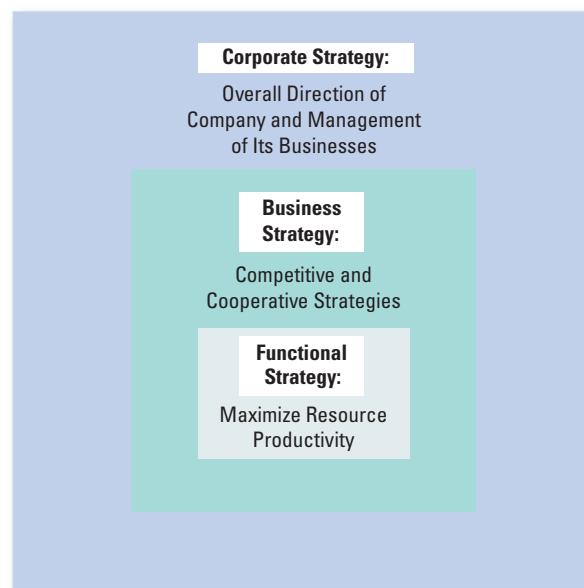 Corporate Strategy:
Overall Direction of
Company and Management
of Its Businesses
Business
Strategy:
Competitive and
Cooperative Strategies
Functional
Strategy:
Maximize Resource
Productivity